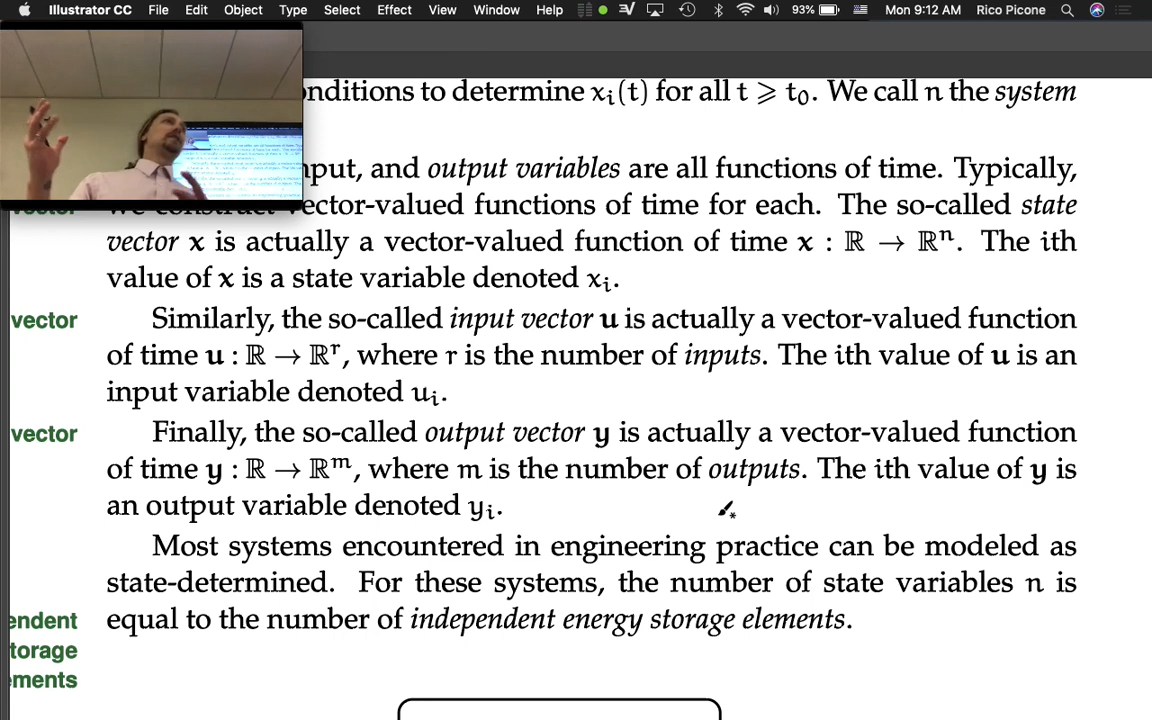 Illustrator CC File Edit Object Type Select Effect View Window Help 93% Mon 9:12 AM Rico Picone
nditions to determine xᵢ(t) for all t ⩾ t₀. We call n the system
put, and output variables are all functions of time. Typically,
vector we construct vector-valued functions of time for each. The so-called state
vector x is actually a vector-valued function of time x : ℝ → ℝⁿ. The ith
value of x is a state variable denoted xᵢ.
vector Similarly, the so-called input vector u is actually a vector-valued function
of time u : ℝ → ℝʳ, where r is the number of inputs. The ith value of u is an
input variable denoted uᵢ.
vector Finally, the so-called output vector y is actually a vector-valued function
of time y : ℝ → ℝᵐ, where m is the number of outputs. The ith value of y is
an output variable denoted yᵢ.
Most systems encountered in engineering practice can be modeled as
state-determined. For these systems, the number of state variables n is
endent equal to the number of independent energy storage elements.
torage
ments